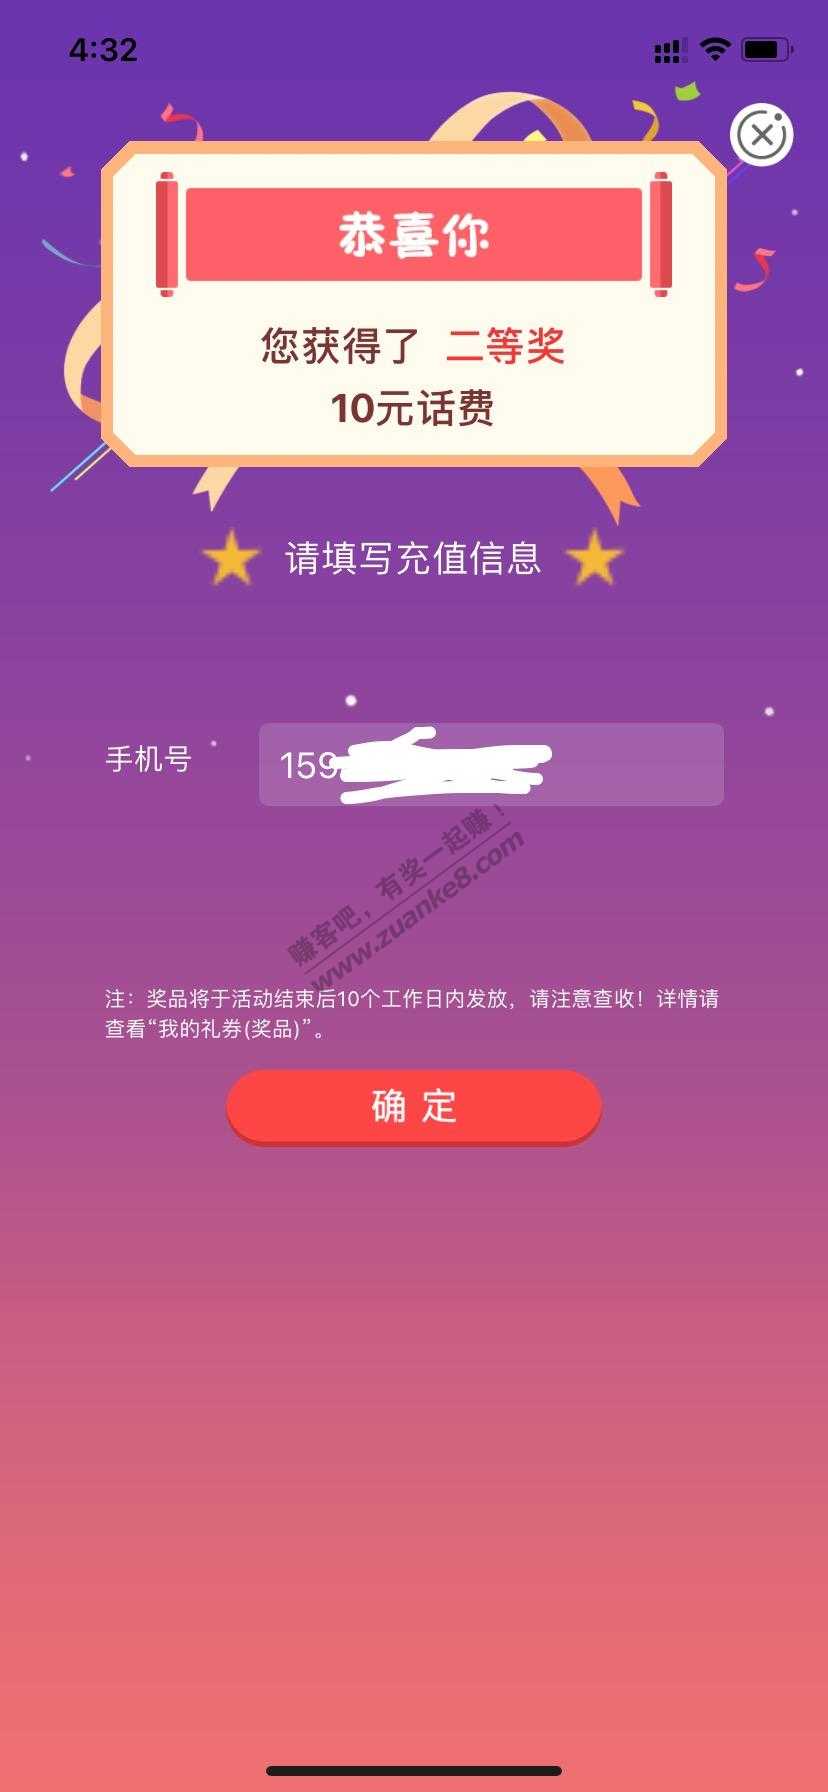 4:32
恭喜你
您获得了 二等奖
10元话费
请填写充值信息
手机号
159
赚客吧，有奖一起赚！
www.zuanke8.com
注：奖品将于活动结束后10个工作日内发放，请注意查收！详情请
查看“我的礼券(奖品)”。
确 定